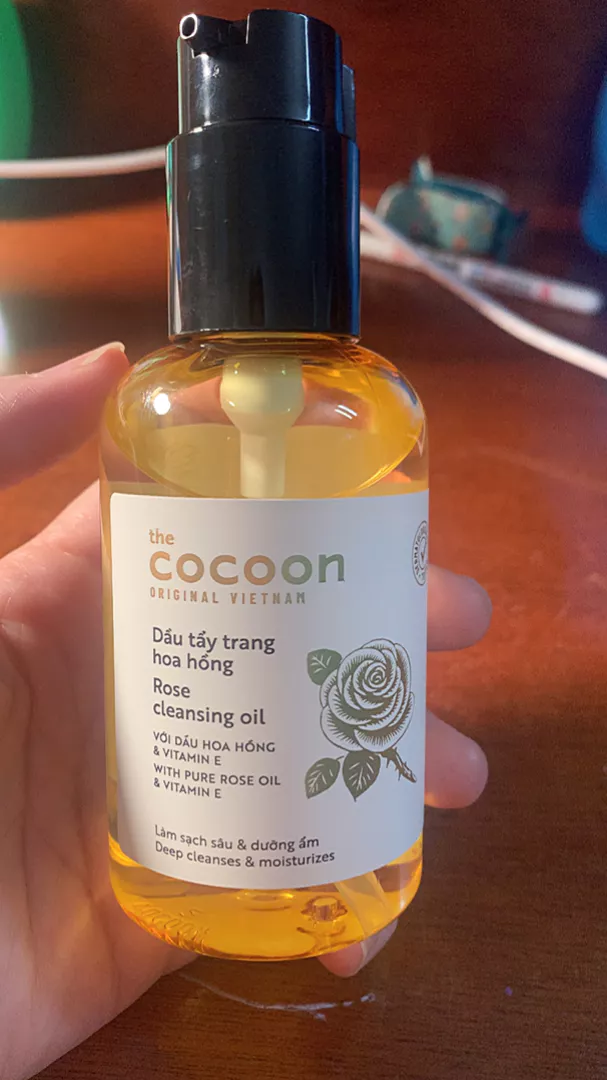 the
cocoon
ORIGINAL VIETNAM
Dầu tẩy trang
hoa hồng
Rose
cleansing oil
VỚI DẦU HOA HỒNG
& VITAMIN E
WITH PURE ROSE OIL
& VITAMIN E
Làm sạch sâu & dưỡng ẩm
Deep cleanses & moisturizes